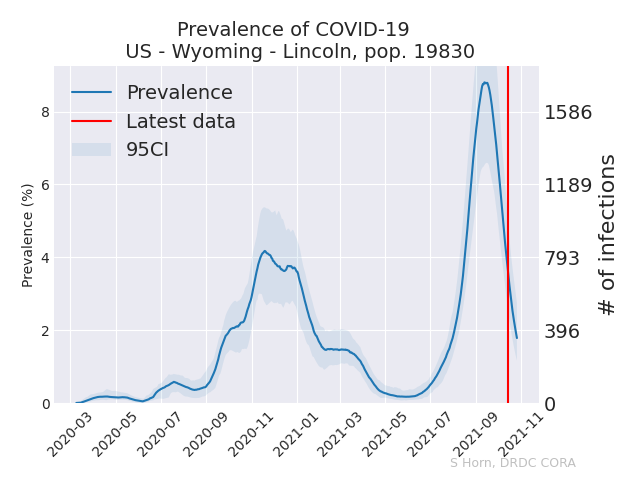 Prevalence of COVID-19
US - Wyoming - Lincoln, pop. 19830
Prevalence
Latest data
95CI
Prevalence (%)
8
6
4
2
0
1586
1189
793
396
0
# of infections
2020-03
2020-05
2020-07
2020-09
2020-11
2021-01
2021-03
2021-05
2021-07
2021-09
2021-11
S Horn, DRDC CORA